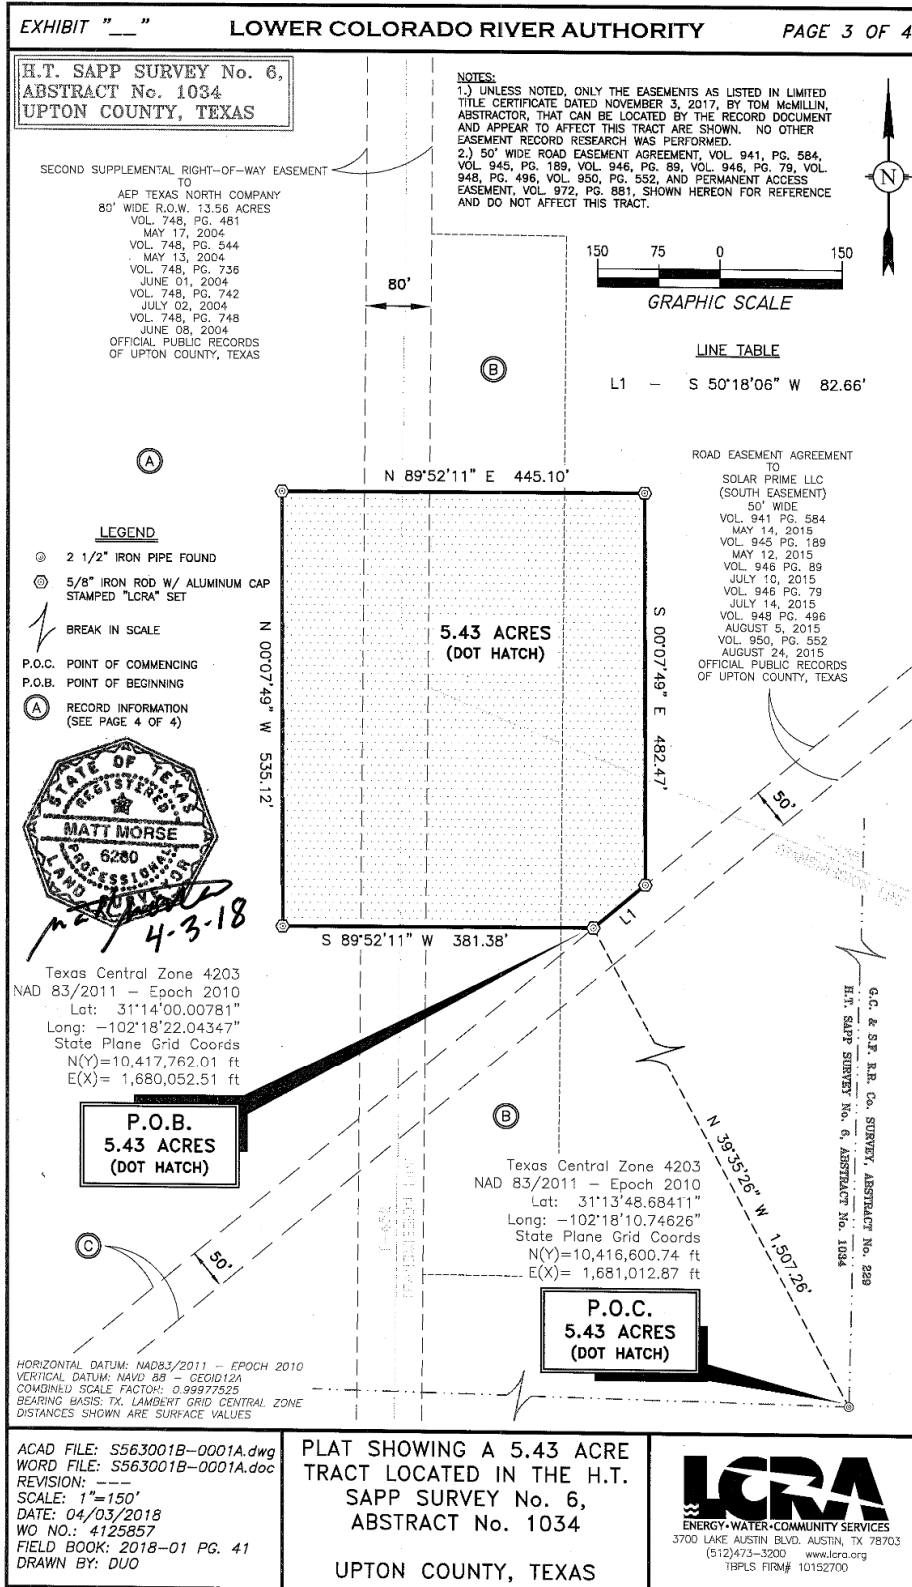 EXHIBIT "__"
LOWER COLORADO RIVER AUTHORITY
PAGE 3 OF 4
H.T. SAPP SURVEY No. 6,
ABSTRACT No. 1034
UPTON COUNTY, TEXAS
NOTES:
1.) UNLESS NOTED, ONLY THE EASEMENTS AS LISTED IN LIMITED
TITLE CERTIFICATE DATED NOVEMBER 3, 2017, BY TOM McMILLIN,
ABSTRACTOR, THAT CAN BE LOCATED BY THE RECORD DOCUMENT
AND APPEAR TO AFFECT THIS TRACT ARE SHOWN. NO OTHER
EASEMENT RECORD RESEARCH WAS PERFORMED.
2.) 50' WIDE ROAD EASEMENT AGREEMENT, VOL. 941, PG. 584,
VOL. 945, PG. 189, VOL. 946, PG. 89, VOL. 946, PG. 79, VOL.
948, PG. 496, VOL. 950, PG. 552, AND PERMANENT ACCESS
EASEMENT, VOL. 972, PG. 881, SHOWN HEREON FOR REFERENCE
AND DO NOT AFFECT THIS TRACT.
N
SECOND SUPPLEMENTAL RIGHT-OF-WAY EASEMENT
TO
AEP TEXAS NORTH COMPANY
80' WIDE R.O.W. 13.56 ACRES
VOL. 748, PG. 481
MAY 17, 2004
VOL. 748, PG. 544
MAY 13, 2004
VOL. 748, PG. 736
JUNE 01, 2004
VOL. 748, PG. 742
JULY 02, 2004
VOL. 748, PG. 748
JUNE 08, 2004
OFFICIAL PUBLIC RECORDS
OF UPTON COUNTY, TEXAS
80'
150 75 0 150
GRAPHIC SCALE
LINE TABLE
L1 - S 50°18'06" W 82.66'
B
A
N 89°52'11" E 445.10'
ROAD EASEMENT AGREEMENT
TO
SOLAR PRIME LLC
(SOUTH EASEMENT)
50' WIDE
VOL. 941 PG. 584
MAY 14, 2015
VOL. 945 PG. 189
MAY 12, 2015
VOL. 946 PG. 89
JULY 10, 2015
VOL. 946 PG. 79
JULY 14, 2015
VOL. 948 PG. 496
AUGUST 5, 2015
VOL. 950, PG. 552
AUGUST 24, 2015
OFFICIAL PUBLIC RECORDS
OF UPTON COUNTY, TEXAS
LEGEND
2 1/2" IRON PIPE FOUND
5/8" IRON ROD W/ ALUMINUM CAP
STAMPED "LCRA" SET
BREAK IN SCALE
P.O.C. POINT OF COMMENCING
P.O.B. POINT OF BEGINNING
A RECORD INFORMATION
(SEE PAGE 4 OF 4)
N 00°07'49" W 535.12'
5.43 ACRES
(DOT HATCH)
S 00°07'49" E 482.47'
STATE OF TEXAS
REGISTERED
MATT MORSE
6280
PROFESSIONAL
LAND SURVEYOR
Matt Morse
4-3-18
50'
L1
S 89°52'11" W 381.38'
Texas Central Zone 4203
NAD 83/2011 - Epoch 2010
Lat: 31°14'00.00781"
Long: -102°18'22.04347"
State Plane Grid Coords
N(Y)=10,417,762.01 ft
E(X)= 1,680,052.51 ft
P.O.B.
5.43 ACRES
(DOT HATCH)
G.C. & S.F. R.R. Co. SURVEY, ABSTRACT No. 229
H.T. SAPP SURVEY No. 6, ABSTRACT No. 1034
B
N 39°35'26" W 1,507.26'
Texas Central Zone 4203
NAD 83/2011 - Epoch 2010
Lat: 31°13'48.68411"
Long: -102°18'10.74626"
State Plane Grid Coords
N(Y)=10,416,600.74 ft
E(X)= 1,681,012.87 ft
C
50'
P.O.C.
5.43 ACRES
(DOT HATCH)
HORIZONTAL DATUM: NAD83/2011 - EPOCH 2010
VERTICAL DATUM: NAVD 88 - GEOID12A
COMBINED SCALE FACTOR: 0.99977525
BEARING BASIS: TX. LAMBERT GRID CENTRAL ZONE
DISTANCES SHOWN ARE SURFACE VALUES
ACAD FILE: S563001B-0001A.dwg
WORD FILE: S563001B-0001A.doc
REVISION: ---
SCALE: 1"=150'
DATE: 04/03/2018
WO NO.: 4125857
FIELD BOOK: 2018-01 PG. 41
DRAWN BY: DUO
PLAT SHOWING A 5.43 ACRE
TRACT LOCATED IN THE H.T.
SAPP SURVEY No. 6,
ABSTRACT No. 1034
UPTON COUNTY, TEXAS
LCRA
ENERGY•WATER•COMMUNITY SERVICES
3700 LAKE AUSTIN BLVD. AUSTIN, TX 78703
(512)473-3200 www.lcra.org
TBPLS FIRM# 10152700